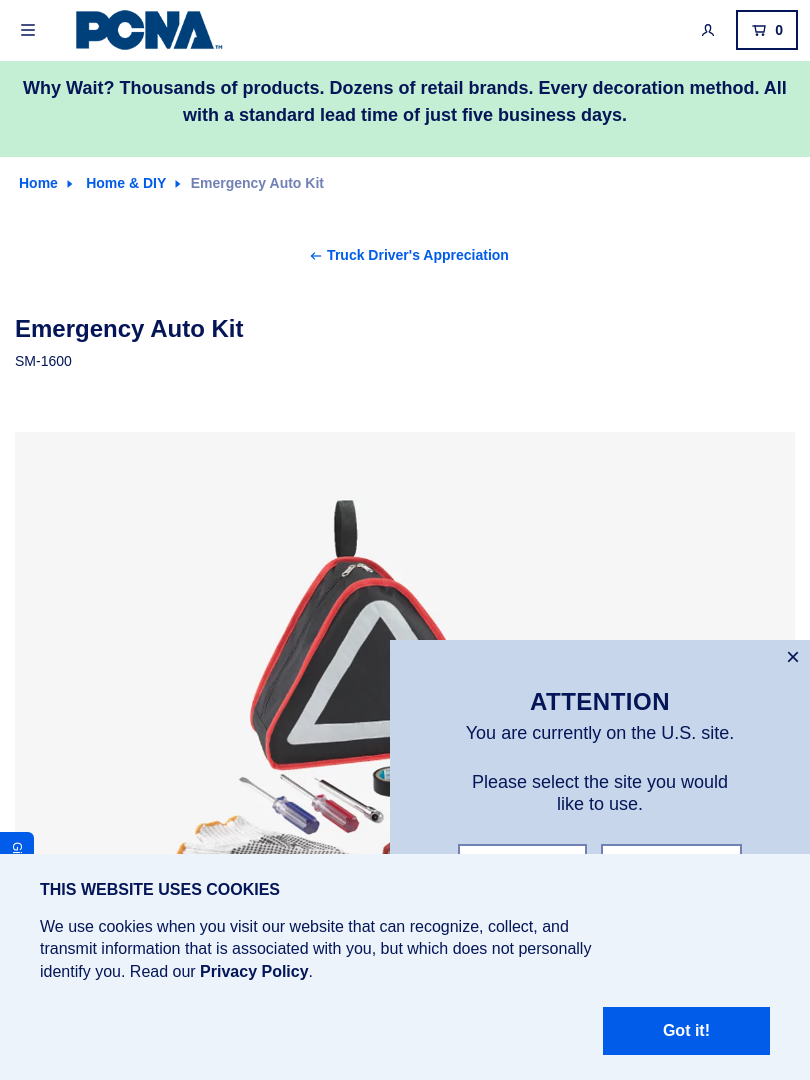 PCNA™
0
Why Wait? Thousands of products. Dozens of retail brands. Every decoration method. All
with a standard lead time of just five business days.
Home
Home & DIY
Emergency Auto Kit
Truck Driver's Appreciation
Emergency Auto Kit
SM-1600
ATTENTION
You are currently on the U.S. site.
Please select the site you would
like to use.
THIS WEBSITE USES COOKIES
We use cookies when you visit our website that can recognize, collect, and
transmit information that is associated with you, but which does not personally
identify you. Read our Privacy Policy.
Got it!